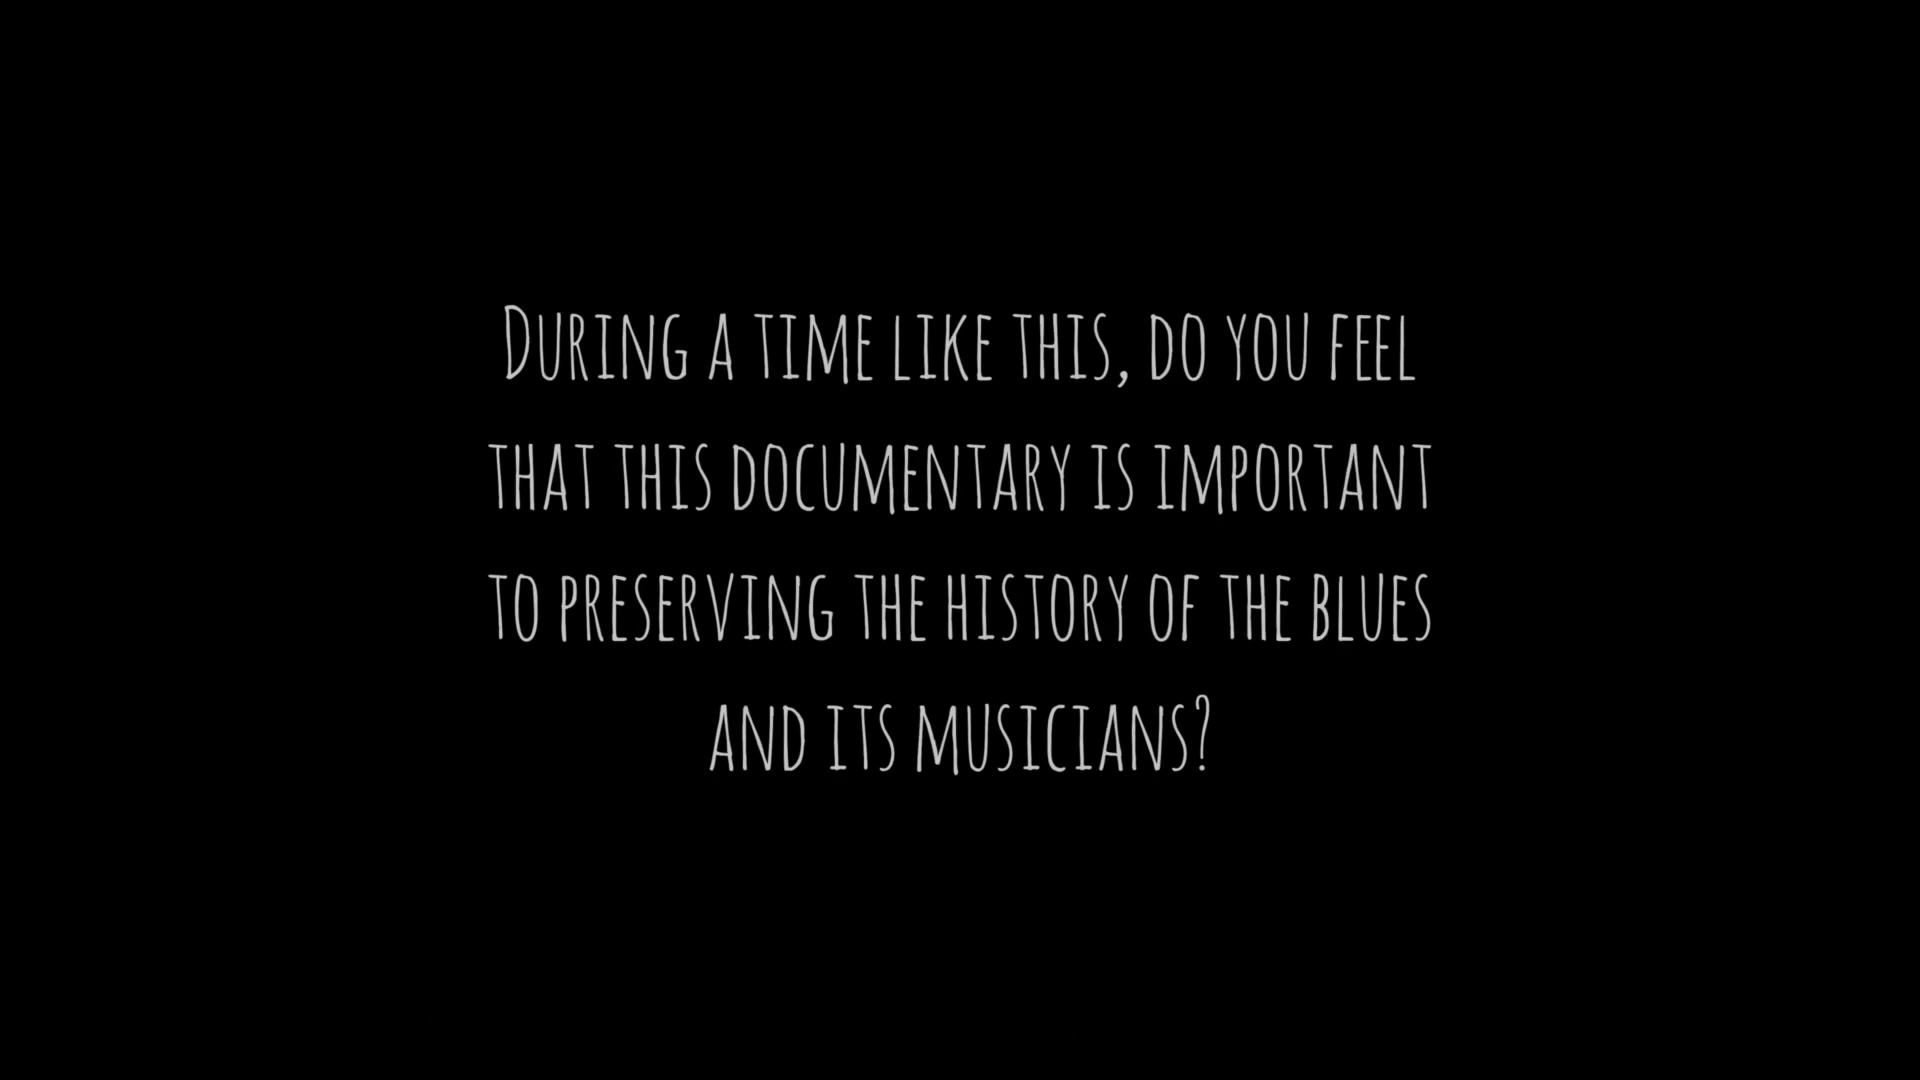 During a time like this, do you feel
that this documentary is important
to preserving the history of the blues
and its musicians?